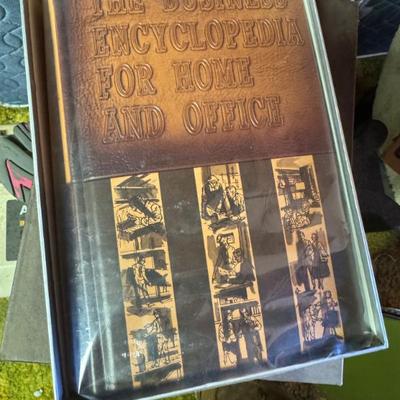 THE BUSINESS
ENCYCLOPEDIA
FOR HOME
AND OFFICE